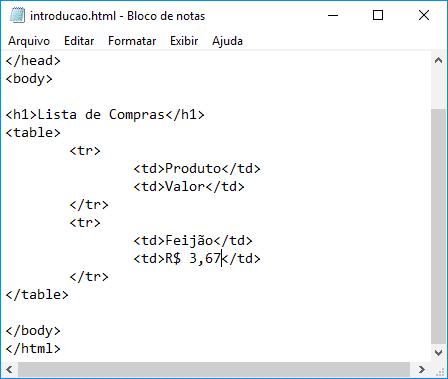 introducao.html - Bloco de notas
Arquivo Editar Formatar Exibir Ajuda
</head>
<body>
<h1>Lista de Compras</h1>
<table>
<tr>
<td>Produto</td>
<td>Valor</td>
</tr>
<tr>
<td>Feijão</td>
<td>R$ 3,67</td>
</tr>
</table>
</body>
</html>